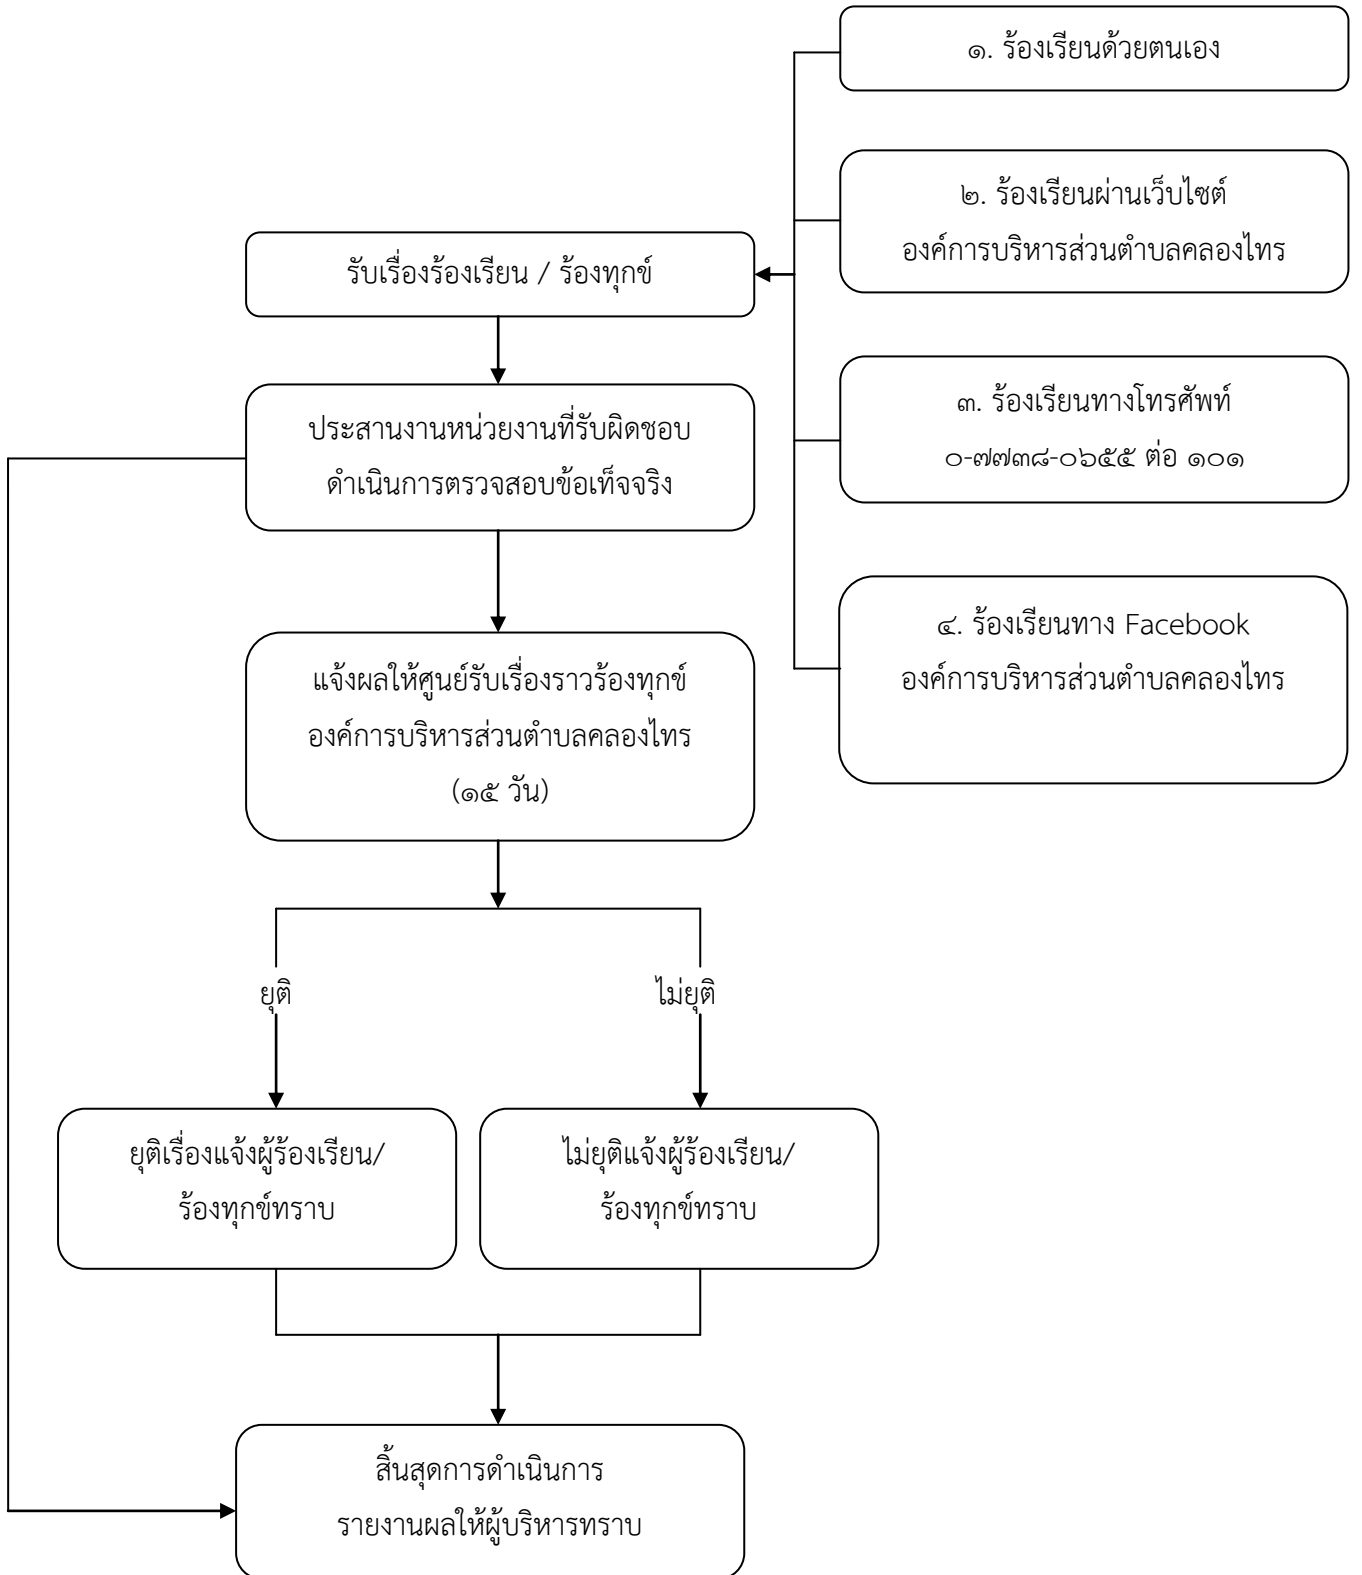 ๑. ร้องเรียนด้วยตนเอง
๒. ร้องเรียนผ่านเว็บไซต์
องค์การบริหารส่วนตำบลคลองไทร
รับเรื่องร้องเรียน / ร้องทุกข์
๓. ร้องเรียนทางโทรศัพท์
๐-๗๗๓๘-๐๖๕๕ ต่อ ๑๐๑
ประสานงานหน่วยงานที่รับผิดชอบ
ดำเนินการตรวจสอบข้อเท็จจริง
๔. ร้องเรียนทาง Facebook
องค์การบริหารส่วนตำบลคลองไทร
แจ้งผลให้ศูนย์รับเรื่องราวร้องทุกข์
องค์การบริหารส่วนตำบลคลองไทร
(๑๕ วัน)
ยุติ
ไม่ยุติ
ยุติเรื่องแจ้งผู้ร้องเรียน/
ร้องทุกข์ทราบ
ไม่ยุติแจ้งผู้ร้องเรียน/
ร้องทุกข์ทราบ
สิ้นสุดการดำเนินการ
รายงานผลให้ผู้บริหารทราบ